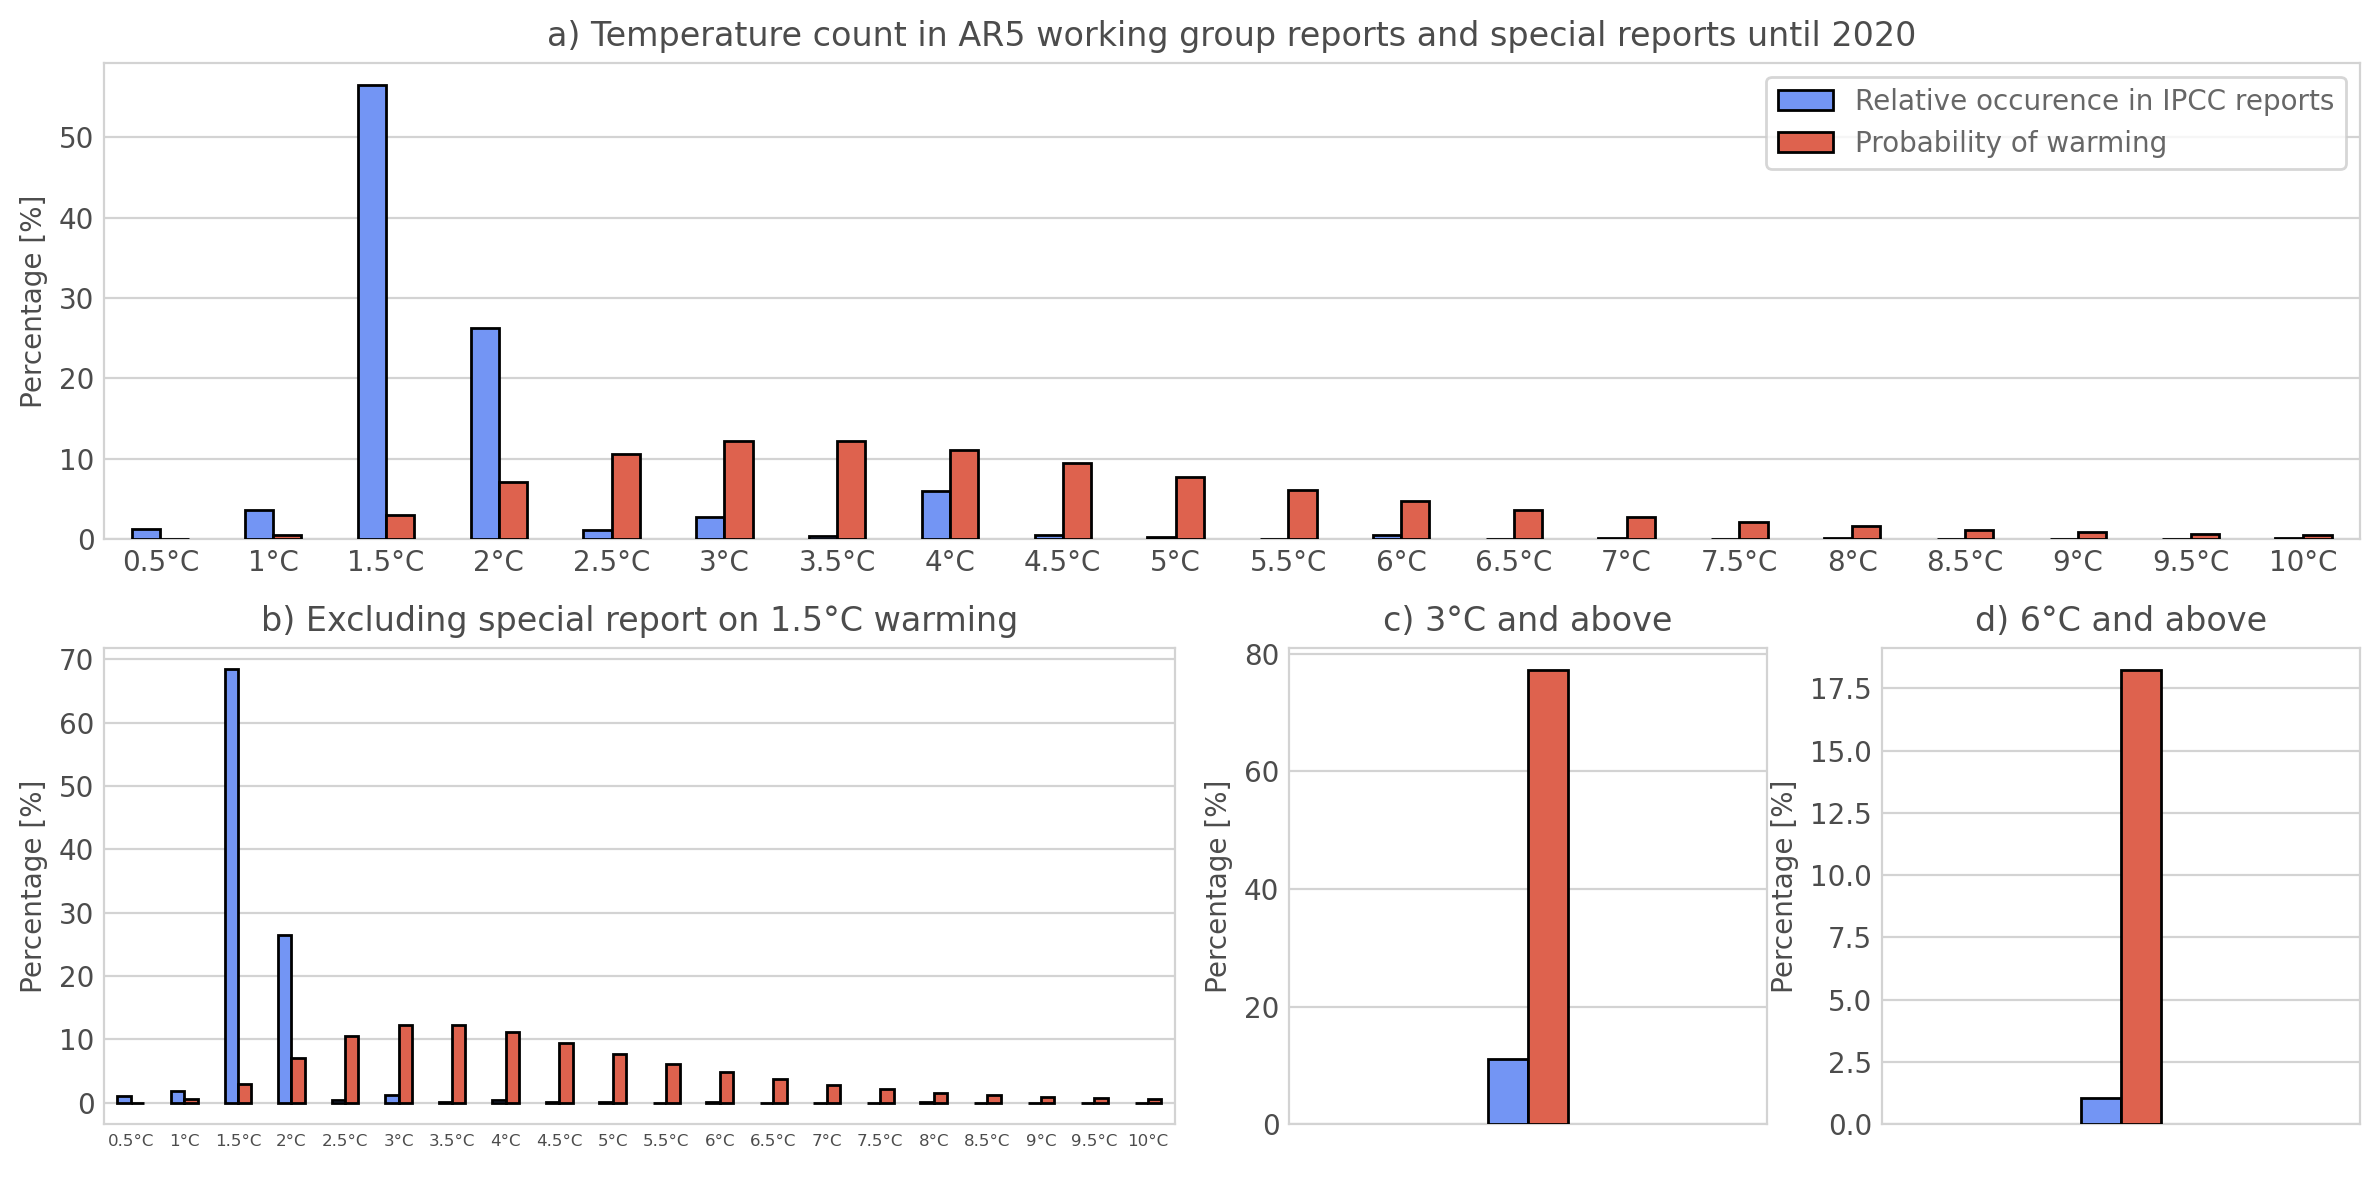 a) Temperature count in AR5 working group reports and special reports until 2020
Percentage [%]
50
40
30
20
10
0
Relative occurence in IPCC reports
Probability of warming
0.5°C 1°C 1.5°C 2°C 2.5°C 3°C 3.5°C 4°C 4.5°C 5°C 5.5°C 6°C 6.5°C 7°C 7.5°C 8°C 8.5°C 9°C 9.5°C 10°C
b) Excluding special report on 1.5°C warming
Percentage [%]
70
60
50
40
30
20
10
0
0.5°C 1°C 1.5°C 2°C 2.5°C 3°C 3.5°C 4°C 4.5°C 5°C 5.5°C 6°C 6.5°C 7°C 7.5°C 8°C 8.5°C 9°C 9.5°C 10°C
c) 3°C and above
Percentage [%]
80
60
40
20
0
d) 6°C and above
Percentage [%]
17.5
15.0
12.5
10.0
7.5
5.0
2.5
0.0